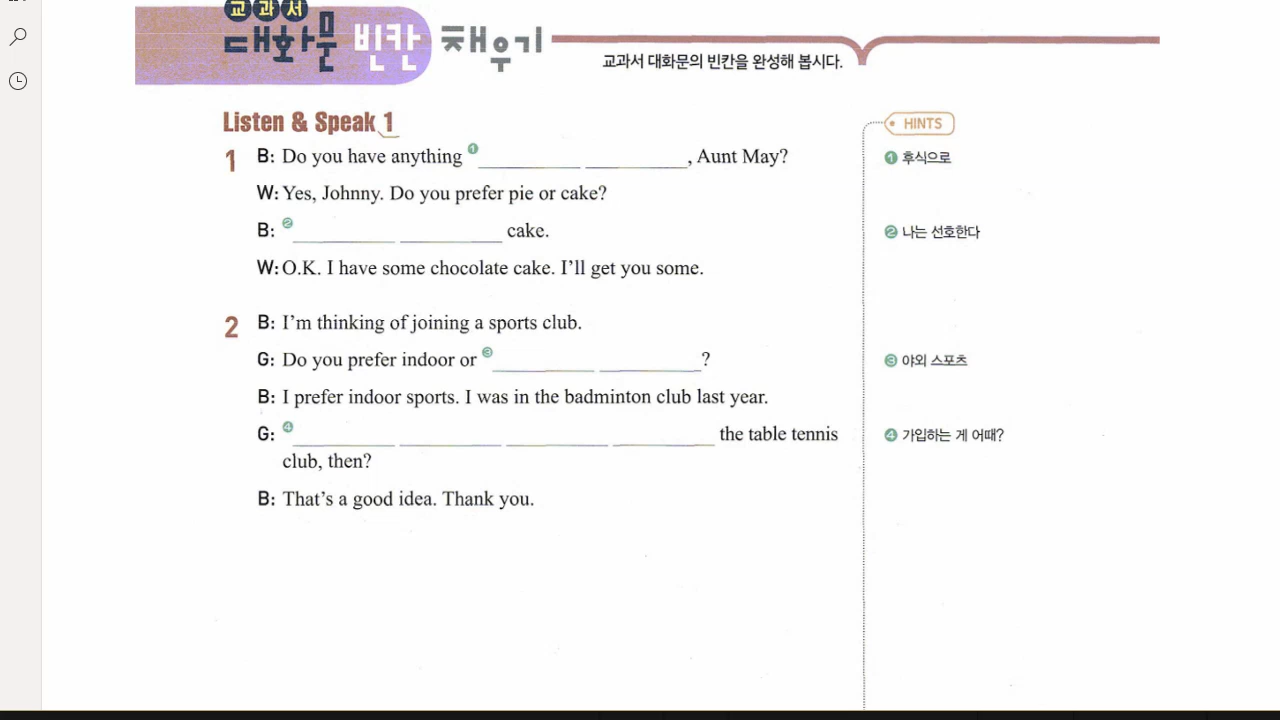 교과서
대화문 빈칸 채우기
교과서 대화문의 빈칸을 완성해 봅시다.
Listen & Speak 1
HINTS
1 B: Do you have anything ❶ __________ __________, Aunt May?
❶ 후식으로
W: Yes, Johnny. Do you prefer pie or cake?
B: ❷ __________ __________ cake.
❷ 나는 선호한다
W: O.K. I have some chocolate cake. I’ll get you some.
2 B: I’m thinking of joining a sports club.
G: Do you prefer indoor or ❸ __________ __________?
❸ 야외 스포츠
B: I prefer indoor sports. I was in the badminton club last year.
G: ❹ __________ __________ __________ __________ the table tennis
❹ 가입하는 게 어때?
club, then?
B: That’s a good idea. Thank you.